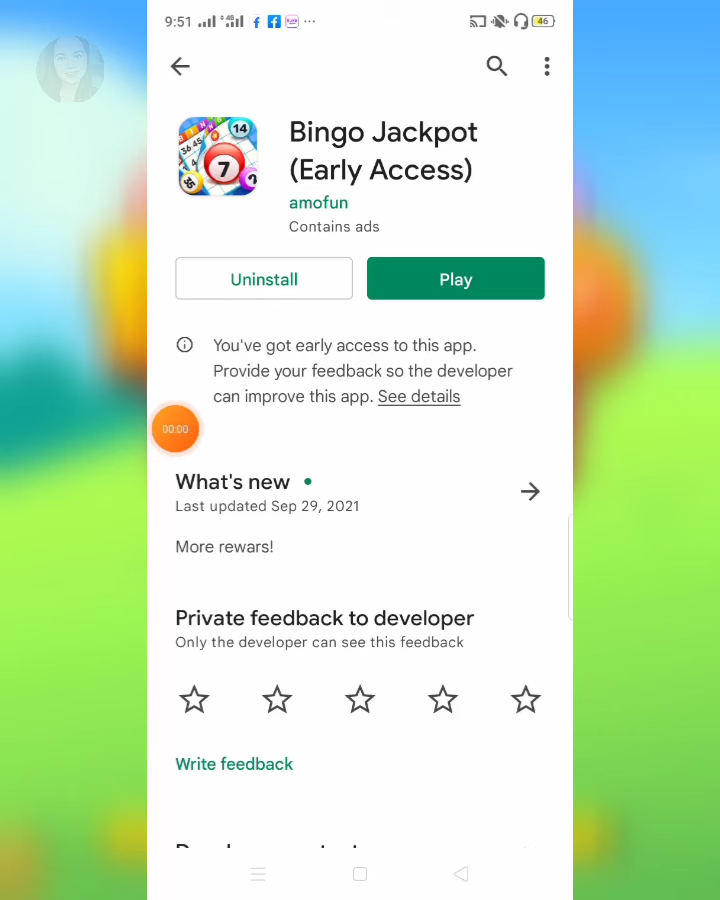 9:51
46
Bingo Jackpot
(Early Access)
amofun
Contains ads
Uninstall
Play
You've got early access to this app.
Provide your feedback so the developer
can improve this app. See details
00:00
What's new
Last updated Sep 29, 2021
More rewars!
Private feedback to developer
Only the developer can see this feedback
Write feedback